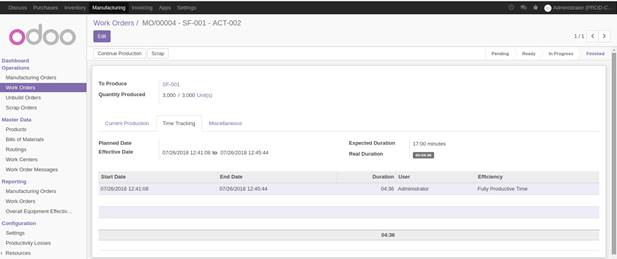 Discuss Purchases Inventory Manufacturing Invoicing Apps Settings Administrator (PROD-C...
odoo
Work Orders / MO/00004 - SF-001 - ACT-002
Edit
1 / 1
Continue Production Scrap
Pending Ready In Progress Finished
Dashboard
Operations
Manufacturing Orders
Work Orders
Unbuild Orders
Scrap Orders
Master Data
Products
Bills of Materials
Routings
Work Centers
Work Order Messages
Reporting
Manufacturing Orders
Work Orders
Overall Equipment Effectiv...
Configuration
Settings
Productivity Losses
Resources
To Produce SF-001
Quantity Produced 3.000 / 3.000 Unit(s)
Current Production Time Tracking Miscellaneous
Planned Date
Effective Date 07/26/2018 12:41:08 to 07/26/2018 12:45:44
Expected Duration 17:00 minutes
Real Duration
Start Date End Date Duration User Efficiency
07/26/2018 12:41:08 07/26/2018 12:45:44 04:36 Administrator Fully Productive Time
04:36